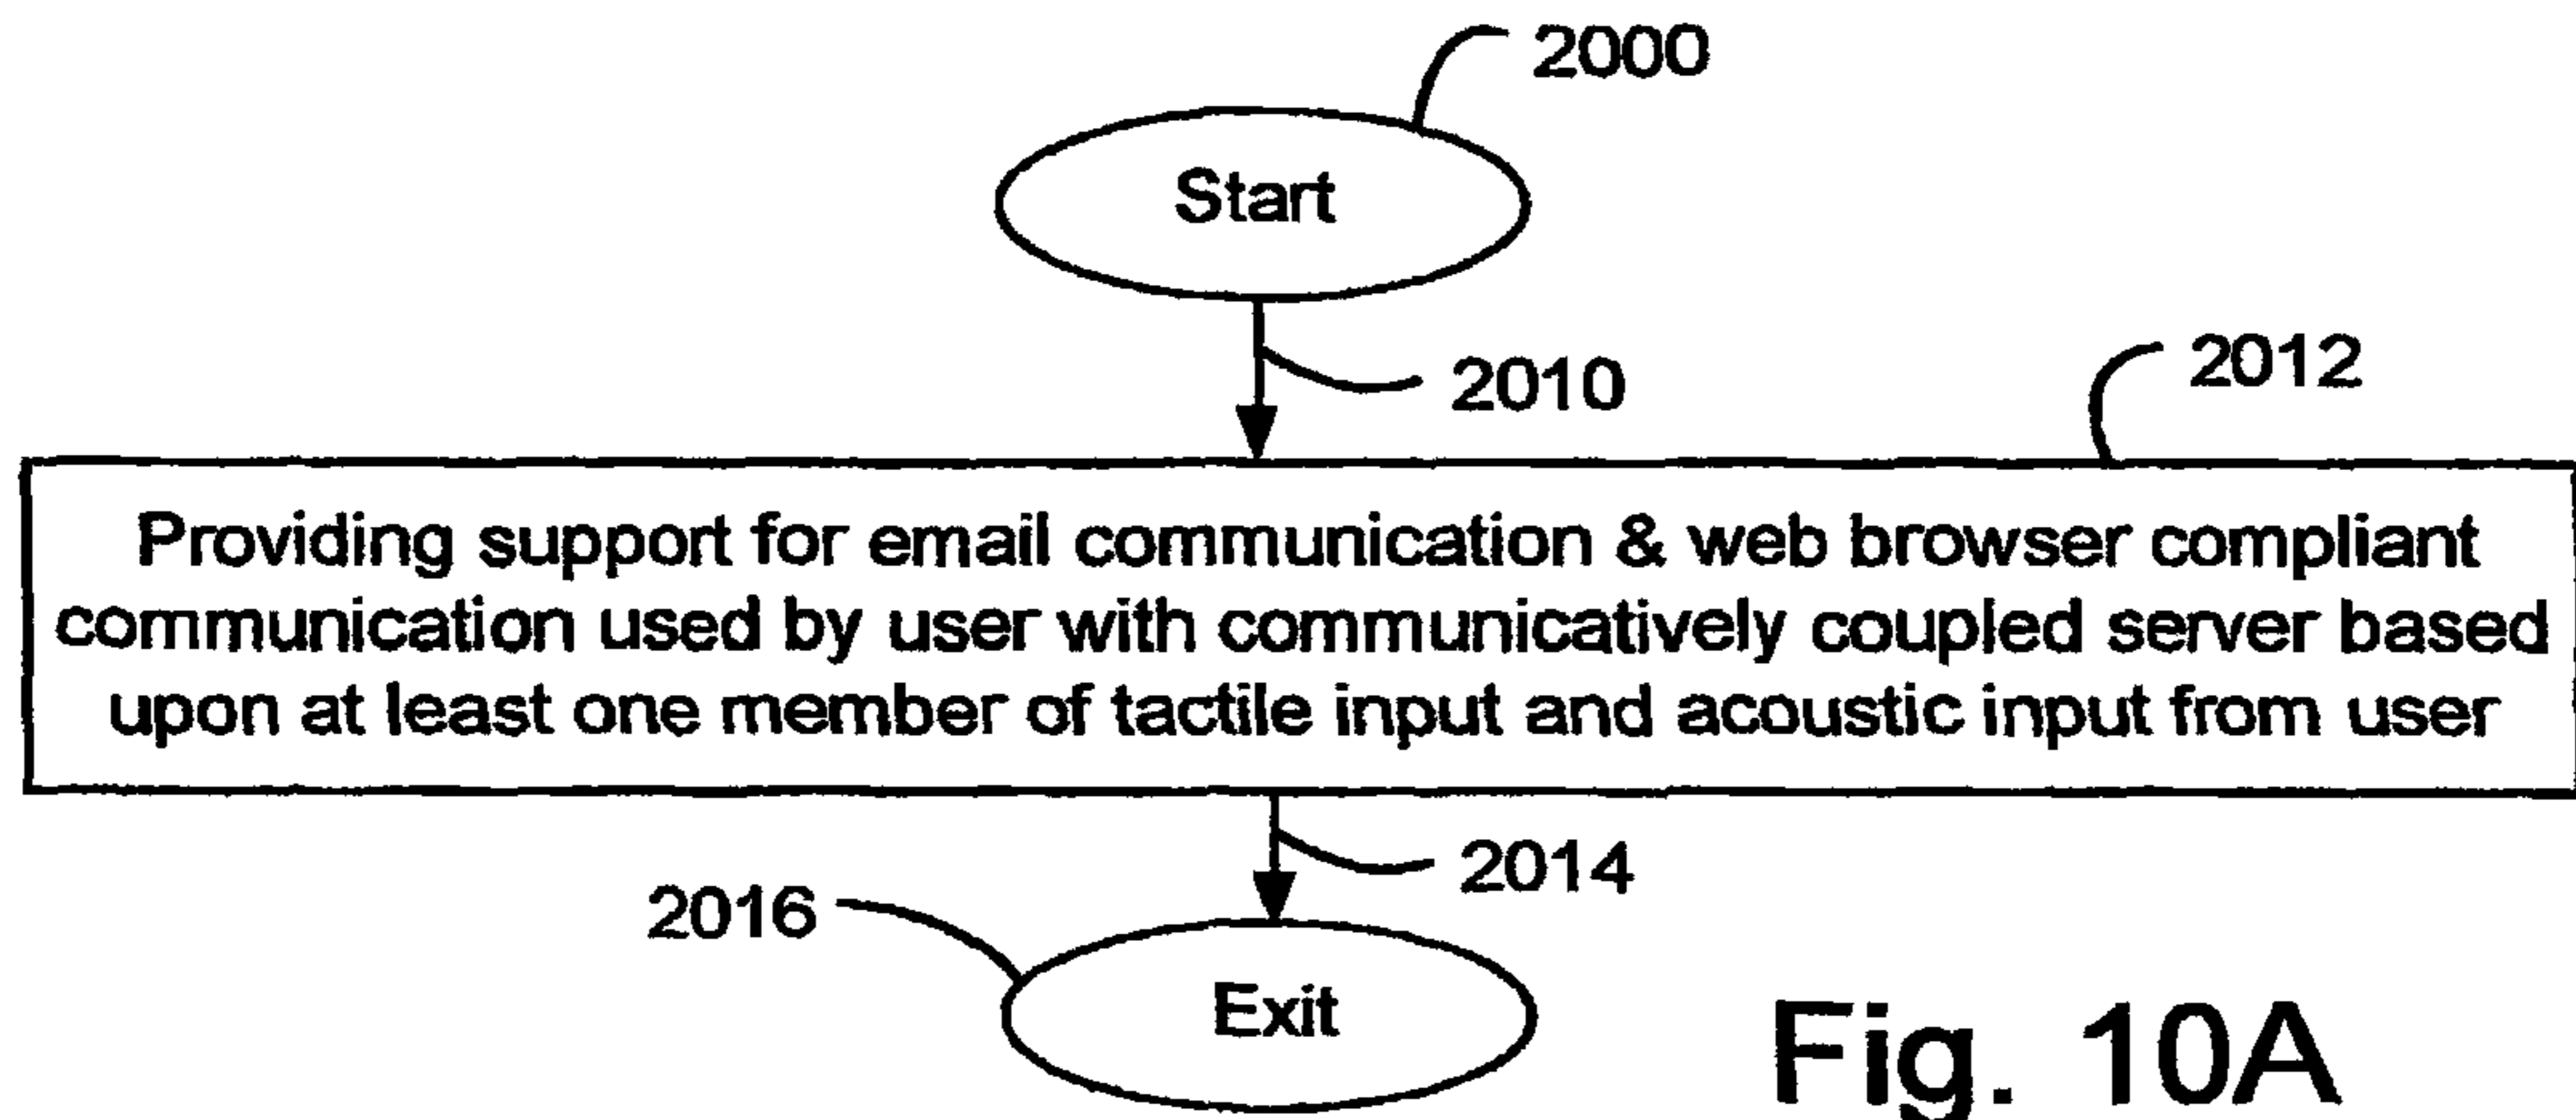 2000
Start
2010
2012
Providing support for email communication & web browser compliant
communication used by user with communicatively coupled server based
upon at least one member of tactile input and acoustic input from user
2014
2016
Exit
Fig. 10A